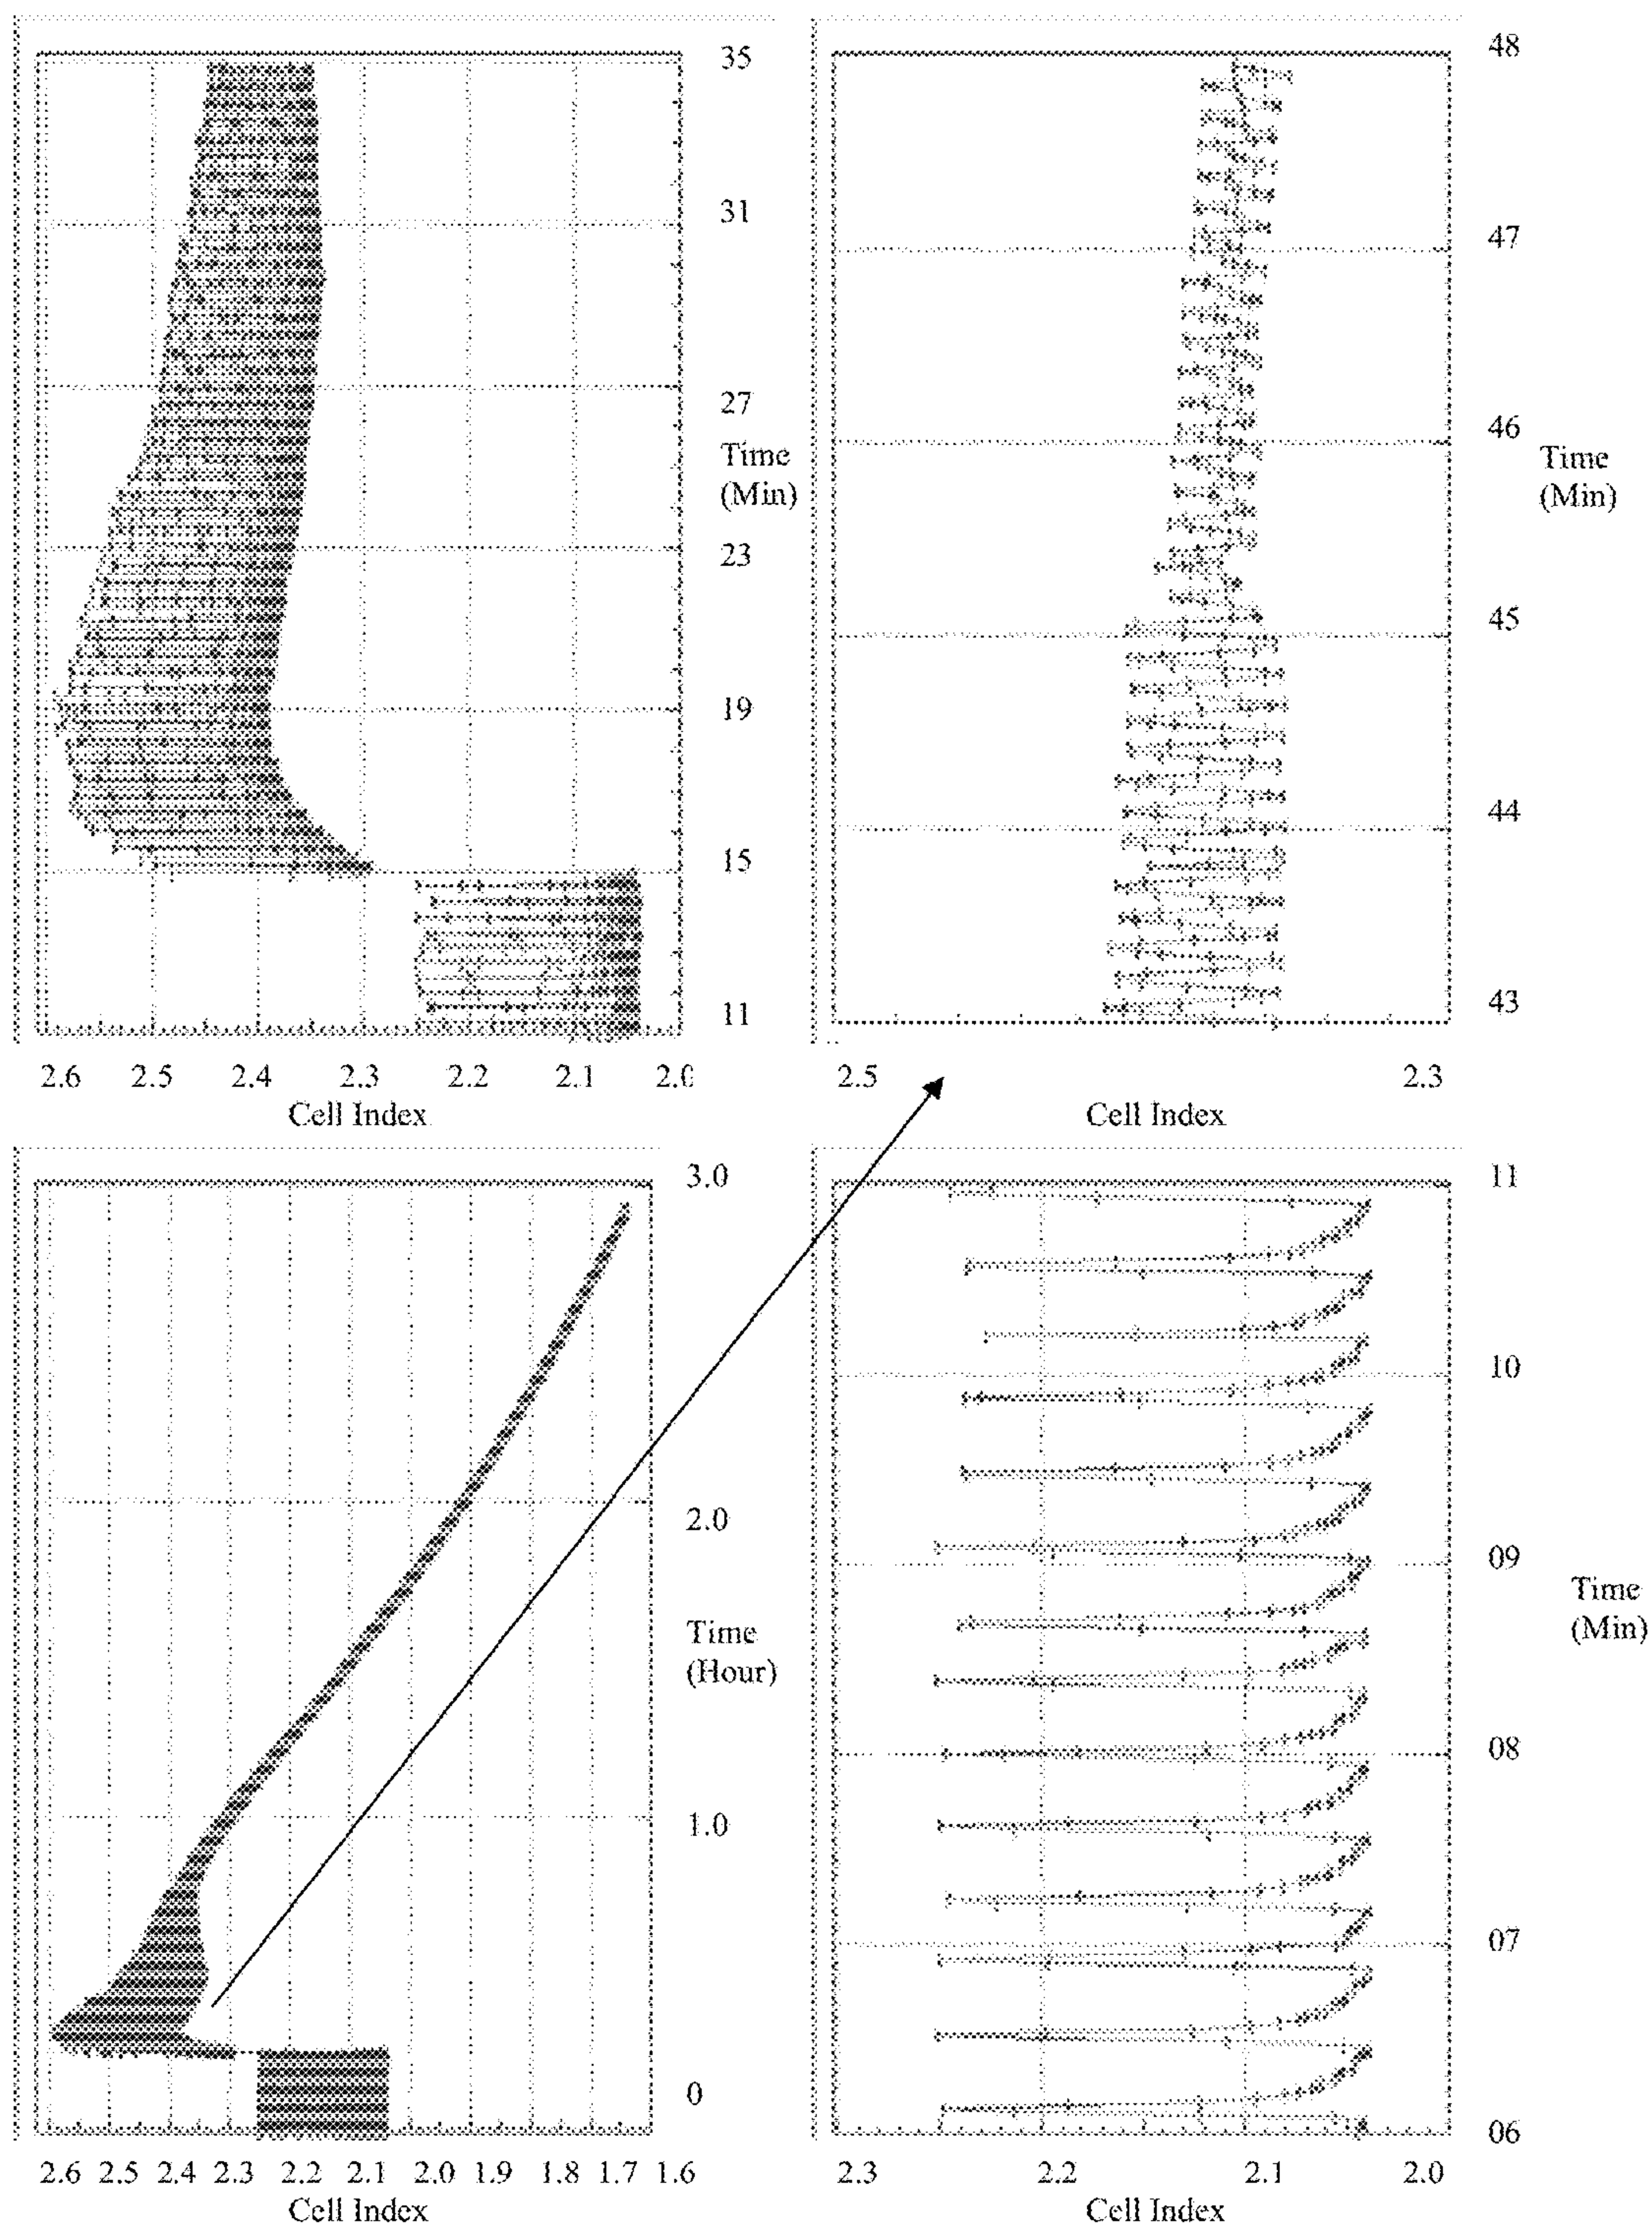 35
31
27
Time
(Min)
23
19
15
11
2.6 2.5 2.4 2.3 2.2 2.1 2.0
Cell Index
48
47
46
Time
(Min)
45
44
43
2.5 2.3
Cell Index
3.0
2.0
Time
(Hour)
1.0
0
2.6 2.5 2.4 2.3 2.2 2.1 2.0 1.9 1.8 1.7 1.6
Cell Index
11
10
09
Time
(Min)
08
07
06
2.3 2.2 2.1 2.0
Cell Index